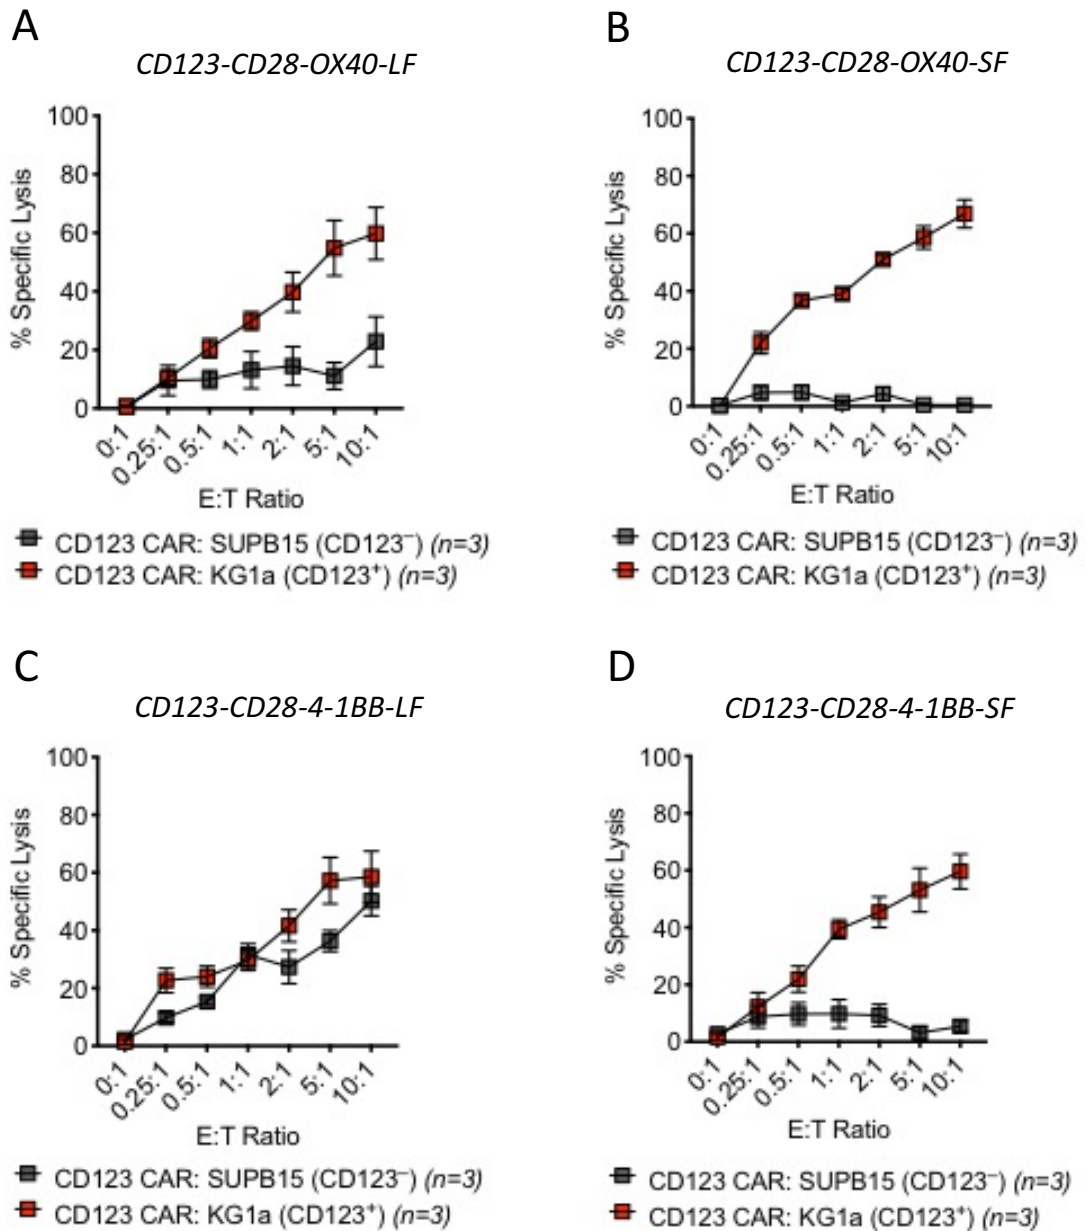 A
CD123-CD28-OX40-LF
% Specific Lysis
100
80
60
40
20
0
0:1
0.25:1
0.5:1
1:1
2:1
5:1
10:1
E:T Ratio
CD123 CAR: SUPB15 (CD123⁻) (n=3)
CD123 CAR: KG1a (CD123⁺) (n=3)
B
CD123-CD28-OX40-SF
% Specific Lysis
100
80
60
40
20
0
0:1
0.25:1
0.5:1
1:1
2:1
5:1
10:1
E:T Ratio
CD123 CAR: SUPB15 (CD123⁻) (n=3)
CD123 CAR: KG1a (CD123⁺) (n=3)
C
CD123-CD28-4-1BB-LF
% Specific Lysis
100
80
60
40
20
0
0:1
0.25:1
0.5:1
1:1
2:1
5:1
10:1
E:T Ratio
CD123 CAR: SUPB15 (CD123⁻) (n=3)
CD123 CAR: KG1a (CD123⁺) (n=3)
D
CD123-CD28-4-1BB-SF
% Specific Lysis
100
80
60
40
20
0
0:1
0.25:1
0.5:1
1:1
2:1
5:1
10:1
E:T Ratio
CD123 CAR: SUPB15 (CD123⁻) (n=3)
CD123 CAR: KG1a (CD123⁺) (n=3)